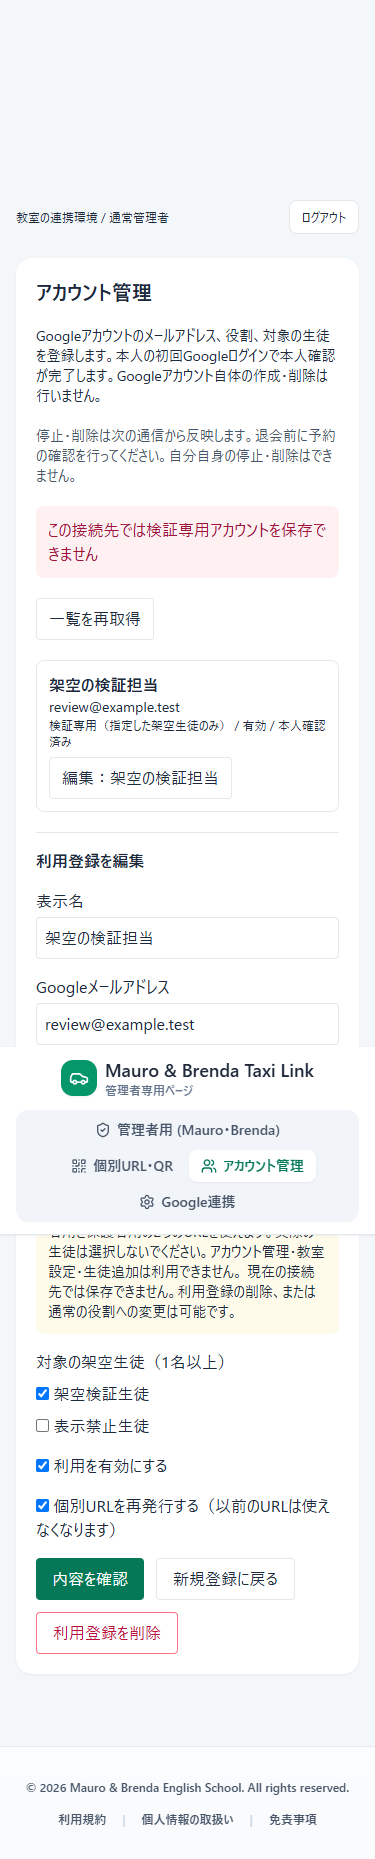 教室の連携環境 / 通常管理者
ログアウト
アカウント管理
Googleアカウントのメールアドレス、役割、対象の生徒
を登録します。本人の初回Googleログインで本人確認
が完了します。Googleアカウント自体の作成・削除は
行いません。
停止・削除は次の通信から反映します。退会前に予約
の確認を行ってください。自分自身の停止・削除はでき
ません。
この接続先では検証専用アカウントを保存で
きません
一覧を再取得
架空の検証担当
review@example.test
検証専用（指定した架空生徒のみ） / 有効 / 本人確認
済み
編集：架空の検証担当
利用登録を編集
表示名
架空の検証担当
Googleメールアドレス
review@example.test
Mauro & Brenda Taxi Link
管理者専用ページ
管理者用 (Mauro・Brenda)
個別URL・QR
アカウント管理
Google連携
生徒は選択しないでください。アカウント管理・教室
設定・生徒追加は利用できません。 現在の接続
先では保存できません。利用登録の削除、または
通常の役割への変更は可能です。
対象の架空生徒（1名以上）
架空検証生徒
表示禁止生徒
利用を有効にする
個別URLを再発行する（以前のURLは使え
なくなります）
内容を確認
新規登録に戻る
利用登録を削除
© 2026 Mauro & Brenda English School. All rights reserved.
利用規約 | 個人情報の取扱い | 免責事項